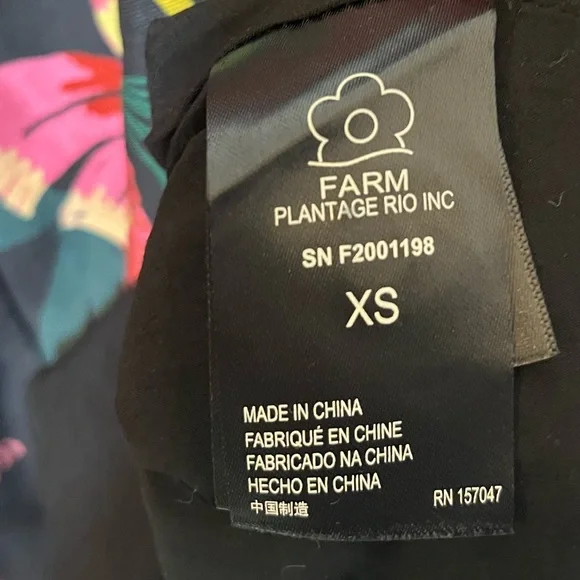 FARM
PLANTAGE RIO INC
SN F2001198
XS
MADE IN CHINA
FABRIQUÉ EN CHINE
FABRICADO NA CHINA
HECHO EN CHINA
中国制造
RN 157047